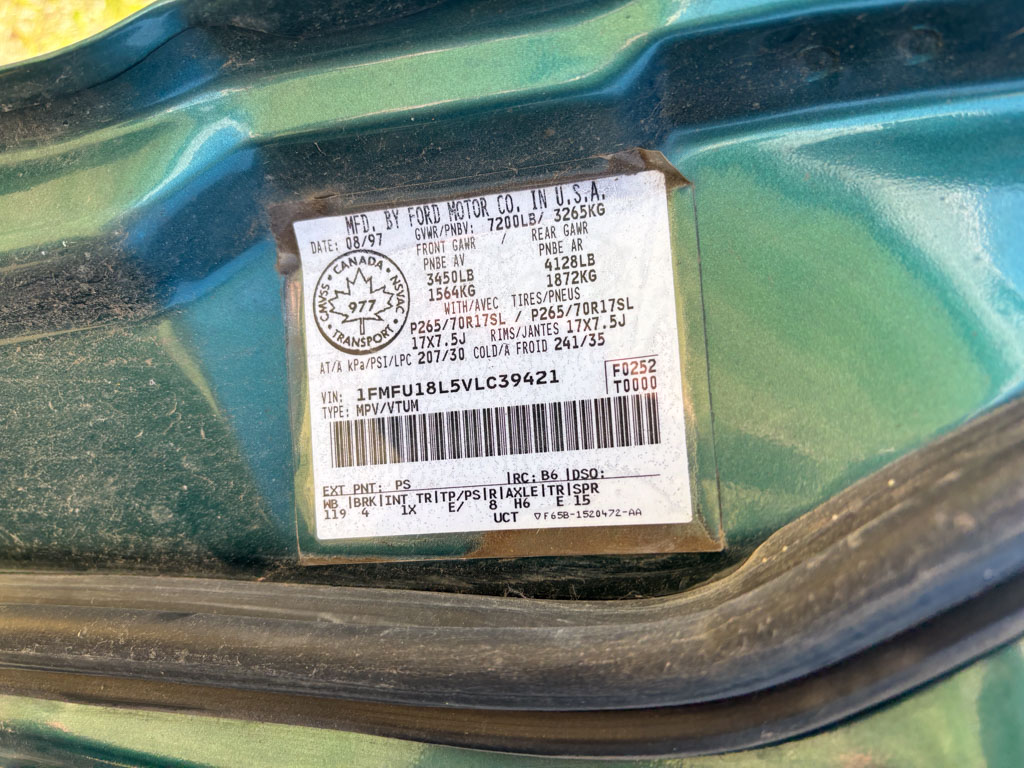 MFD. BY FORD MOTOR CO. IN U.S.A.
DATE: 08/97 GVWR/PNBV: 7200LB/ 3265KG
FRONT GAWR / REAR GAWR
PNBE AV PNBE AR
3450LB 4128LB
1564KG 1872KG
CANADA
CMVSS NSVAC
977
TRANSPORT
WITH/AVEC TIRES/PNEUS
P265/70R17SL / P265/70R17SL
17X7.5J RIMS/JANTES 17X7.5J
AT/A kPa/PSI/LPC 207/30 COLD/A FROID 241/35
VIN: 1FMFU18L5VLC39421 F0252
TYPE: MPV/VTUM T0000
EXT PNT: PS |RC: B6 |DSO:
WB |BRK|INT TR|TP/PS|R|AXLE|TR|SPR
119 4 1X E/ 8 H6 E 15
UCT ▽F65B-1520472-AA